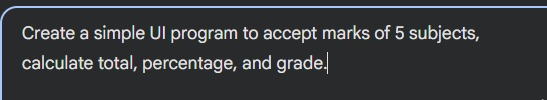 Create a simple UI program to accept marks of 5 subjects,
calculate total, percentage, and grade.